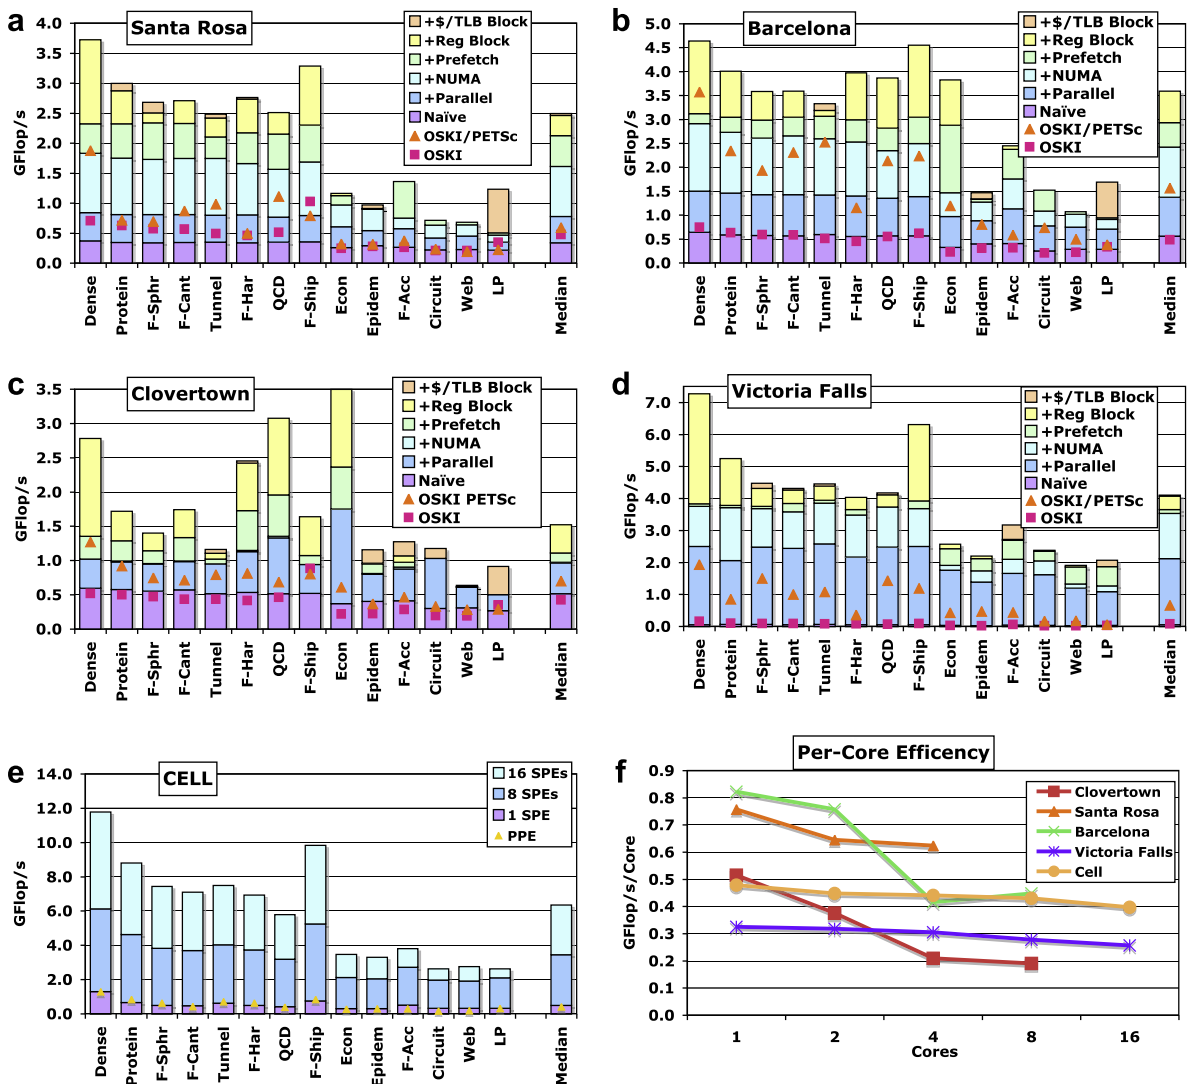 a
Santa Rosa
GFlop/s
4.0
3.5
3.0
2.5
2.0
1.5
1.0
0.5
0.0
+$/TLB Block
+Reg Block
+Prefetch
+NUMA
+Parallel
Naïve
OSKI/PETSc
OSKI
Dense
Protein
F-Sphr
F-Cant
Tunnel
F-Har
QCD
F-Ship
Econ
Epidem
F-Acc
Circuit
Web
LP
Median
b
Barcelona
GFlop/s
5.0
4.5
4.0
3.5
3.0
2.5
2.0
1.5
1.0
0.5
0.0
+$/TLB Block
+Reg Block
+Prefetch
+NUMA
+Parallel
Naïve
OSKI/PETSc
OSKI
Dense
Protein
F-Sphr
F-Cant
Tunnel
F-Har
QCD
F-Ship
Econ
Epidem
F-Acc
Circuit
Web
LP
Median
c
Clovertown
GFlop/s
3.5
3.0
2.5
2.0
1.5
1.0
0.5
0.0
+$/TLB Block
+Reg Block
+Prefetch
+NUMA
+Parallel
Naïve
OSKI PETSc
OSKI
Dense
Protein
F-Sphr
F-Cant
Tunnel
F-Har
QCD
F-Ship
Econ
Epidem
F-Acc
Circuit
Web
LP
Median
d
Victoria Falls
GFlop/s
7.0
6.0
5.0
4.0
3.0
2.0
1.0
0.0
+$/TLB Block
+Reg Block
+Prefetch
+NUMA
+Parallel
Naïve
OSKI/PETSc
OSKI
Dense
Protein
F-Sphr
F-Cant
Tunnel
F-Har
QCD
F-Ship
Econ
Epidem
F-Acc
Circuit
Web
LP
Median
e
CELL
GFlop/s
14.0
12.0
10.0
8.0
6.0
4.0
2.0
0.0
16 SPEs
8 SPEs
1 SPE
PPE
Dense
Protein
F-Sphr
F-Cant
Tunnel
F-Har
QCD
F-Ship
Econ
Epidem
F-Acc
Circuit
Web
LP
Median
f
Per-Core Efficency
GFlop/s/Core
0.9
0.8
0.7
0.6
0.5
0.4
0.3
0.2
0.1
0.0
Clovertown
Santa Rosa
Barcelona
Victoria Falls
Cell
1
2
4
8
16
Cores